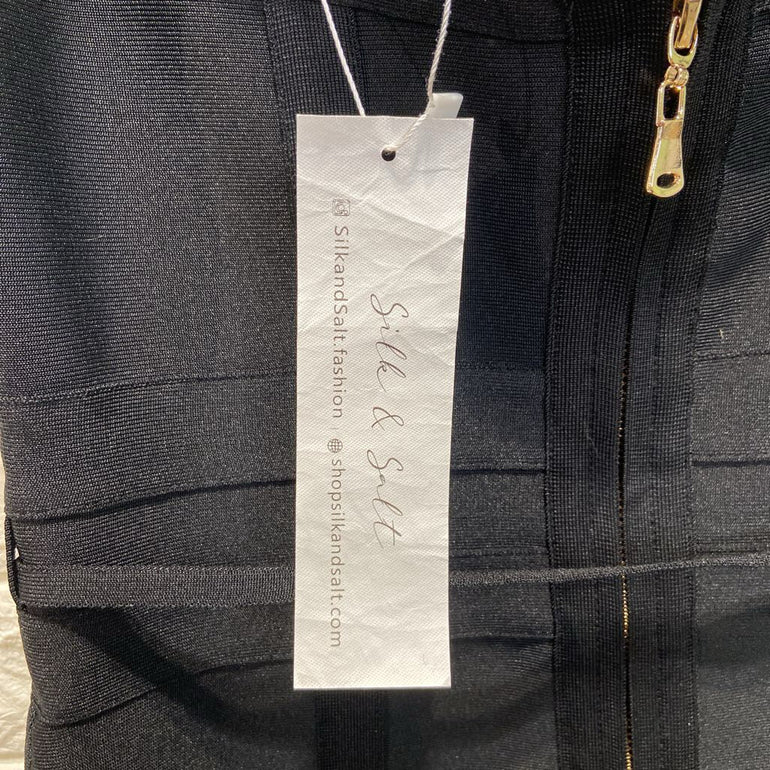 Silk & Salt
SilkandSalt.fashion | shopsilkandsalt.com